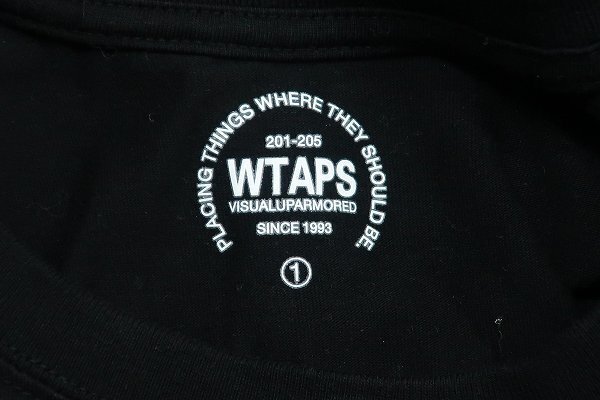 PLACING THINGS WHERE THEY SHOULD BE.
201-205
WTAPS
VISUALUPARMORED
SINCE 1993
1